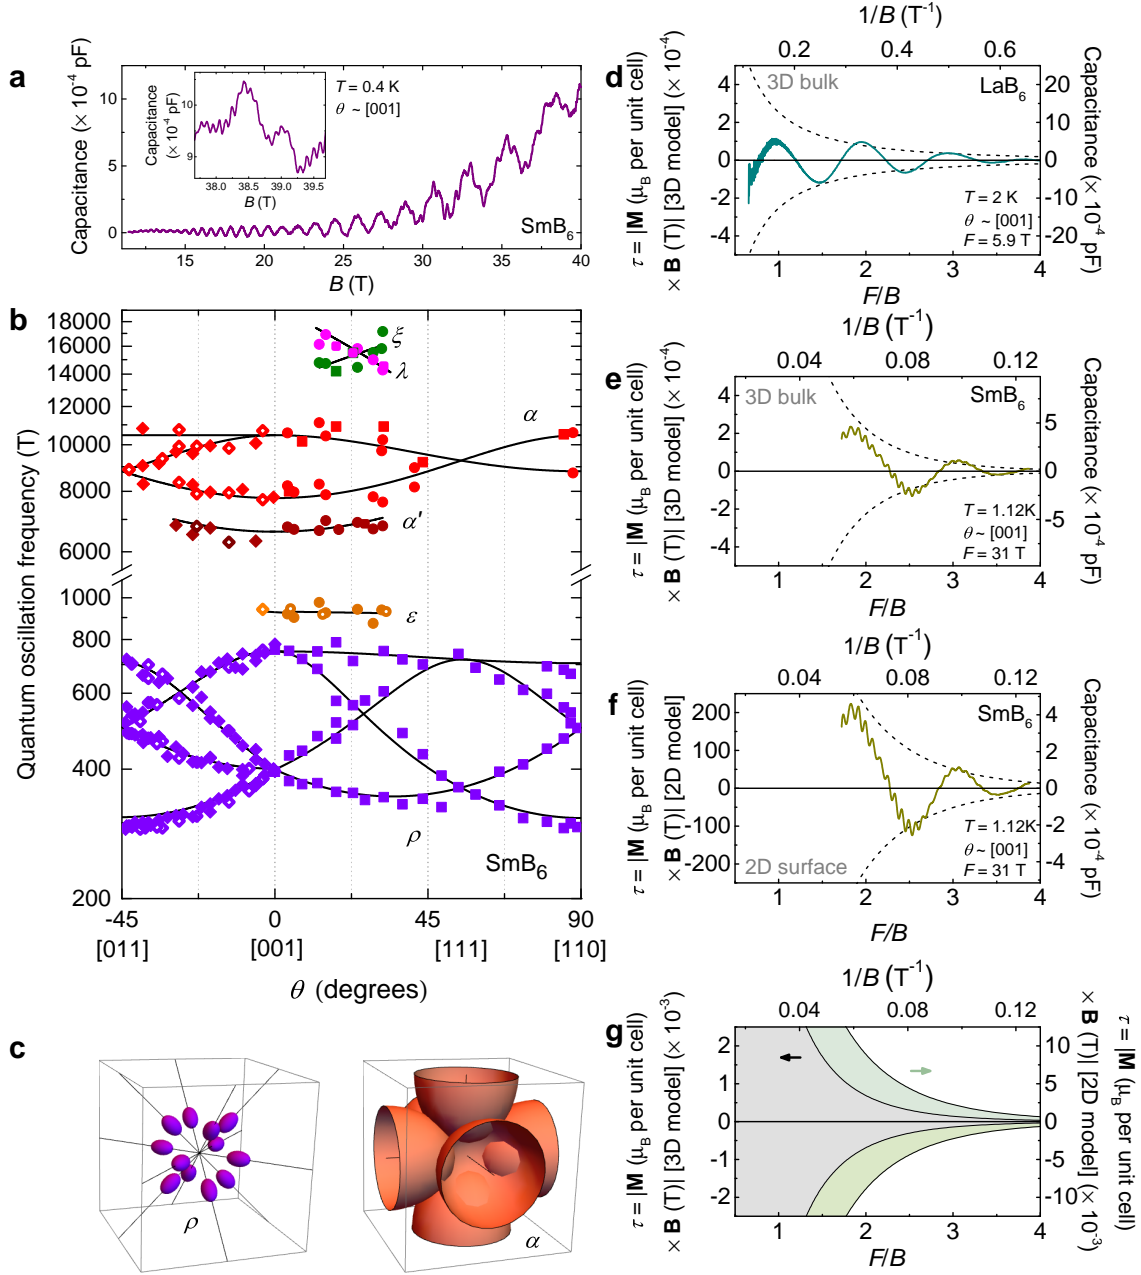 a
Capacitance (× 10⁻⁴ pF)
10
5
0
15 20 25 30 35 40
B (T)
Capacitance
(× 10⁻⁴ pF)
10
9
38.0 38.5 39.0 39.5
B (T)
T = 0.4 K
θ ~ [001]
SmB₆
b
Quantum oscillation frequency (T)
18000
16000
14000
12000
10000
8000
6000
1000
800
600
400
200
ξ
λ
α
α'
ε
ρ
SmB₆
-45 0 45 90
[011] [001] [111] [110]
θ (degrees)
c
ρ
α
d
1/B (T⁻¹)
0.2 0.4 0.6
τ = |M (μB per unit cell)
× B (T)| [3D model] (× 10⁻⁴)
4
2
0
-2
-4
3D bulk
LaB₆
T = 2 K
θ ~ [001]
F = 5.9 T
20
10
0
-10
-20
Capacitance (× 10⁻⁴ pF)
1 2 3 4
F/B
e
1/B (T⁻¹)
0.04 0.08 0.12
τ = |M (μB per unit cell)
× B (T)| [3D model] (× 10⁻⁴)
4
2
0
-2
-4
3D bulk
SmB₆
T = 1.12K
θ ~ [001]
F = 31 T
5
0
-5
Capacitance (× 10⁻⁴ pF)
1 2 3 4
F/B
f
1/B (T⁻¹)
0.04 0.08 0.12
τ = |M (μB per unit cell)
× B (T)| [2D model]
200
100
0
-100
-200
SmB₆
2D surface
T = 1.12K
θ ~ [001]
F = 31 T
4
2
0
-2
-4
Capacitance (× 10⁻⁴ pF)
1 2 3 4
F/B
g
1/B (T⁻¹)
0.04 0.08 0.12
τ = |M (μB per unit cell)
× B (T)| [3D model] (× 10⁻³)
2
1
0
-1
-2
10
5
0
-5
-10
τ = |M (μB per unit cell)
× B (T)| [2D model] (× 10⁻³)
1 2 3 4
F/B